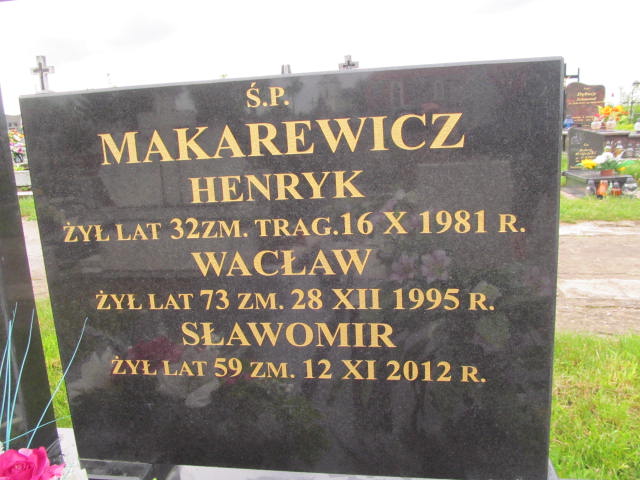 Ś.P.
MAKAREWICZ
HENRYK
ŻYŁ LAT 32ZM. TRAG.16 X 1981 R.
WACŁAW
ŻYŁ LAT 73 ZM. 28 XII 1995 R.
SŁAWOMIR
ŻYŁ LAT 59 ZM. 12 XI 2012 R.